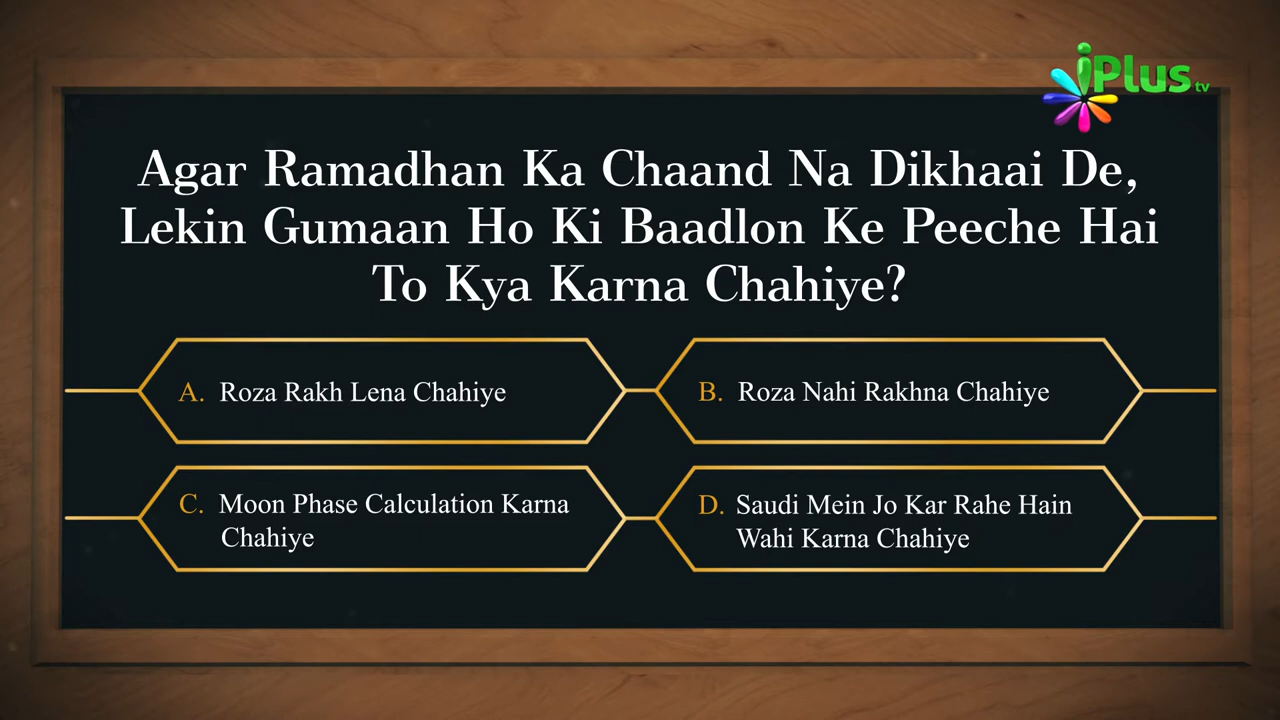 iPlus tv
Agar Ramadhan Ka Chaand Na Dikhaai De,
Lekin Gumaan Ho Ki Baadlon Ke Peeche Hai
To Kya Karna Chahiye?
A. Roza Rakh Lena Chahiye
B. Roza Nahi Rakhna Chahiye
C. Moon Phase Calculation Karna
Chahiye
D. Saudi Mein Jo Kar Rahe Hain
Wahi Karna Chahiye